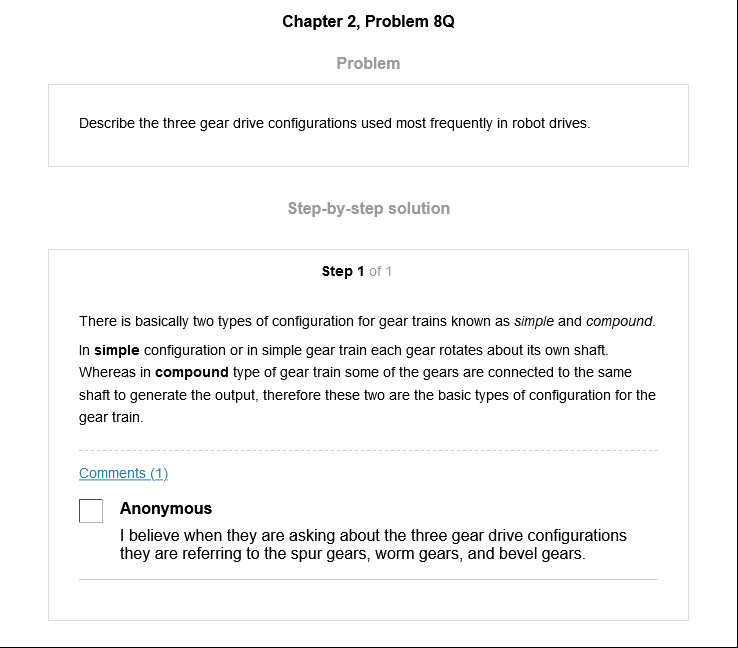 Chapter 2, Problem 8Q
Problem
Describe the three gear drive configurations used most frequently in robot drives.
Step-by-step solution
Step 1 of 1
There is basically two types of configuration for gear trains known as simple and compound.
In simple configuration or in simple gear train each gear rotates about its own shaft.
Whereas in compound type of gear train some of the gears are connected to the same
shaft to generate the output, therefore these two are the basic types of configuration for the
gear train.
Comments (1)
Anonymous
I believe when they are asking about the three gear drive configurations
they are referring to the spur gears, worm gears, and bevel gears.